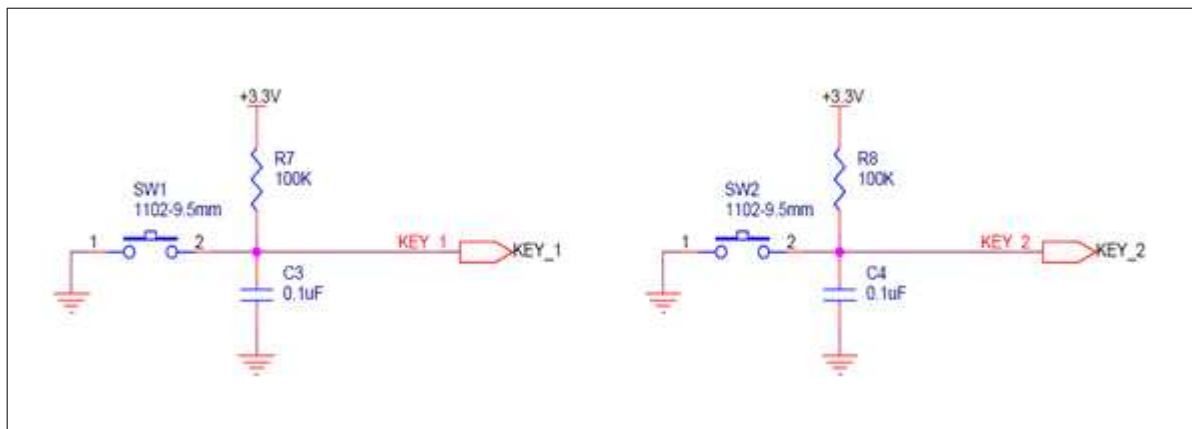 +3.3V
R7
100K
SW1
1102-9.5mm
1
2
KEY_1
KEY_1
C3
0.1uF
+3.3V
R8
100K
SW2
1102-9.5mm
1
2
KEY_2
KEY_2
C4
0.1uF